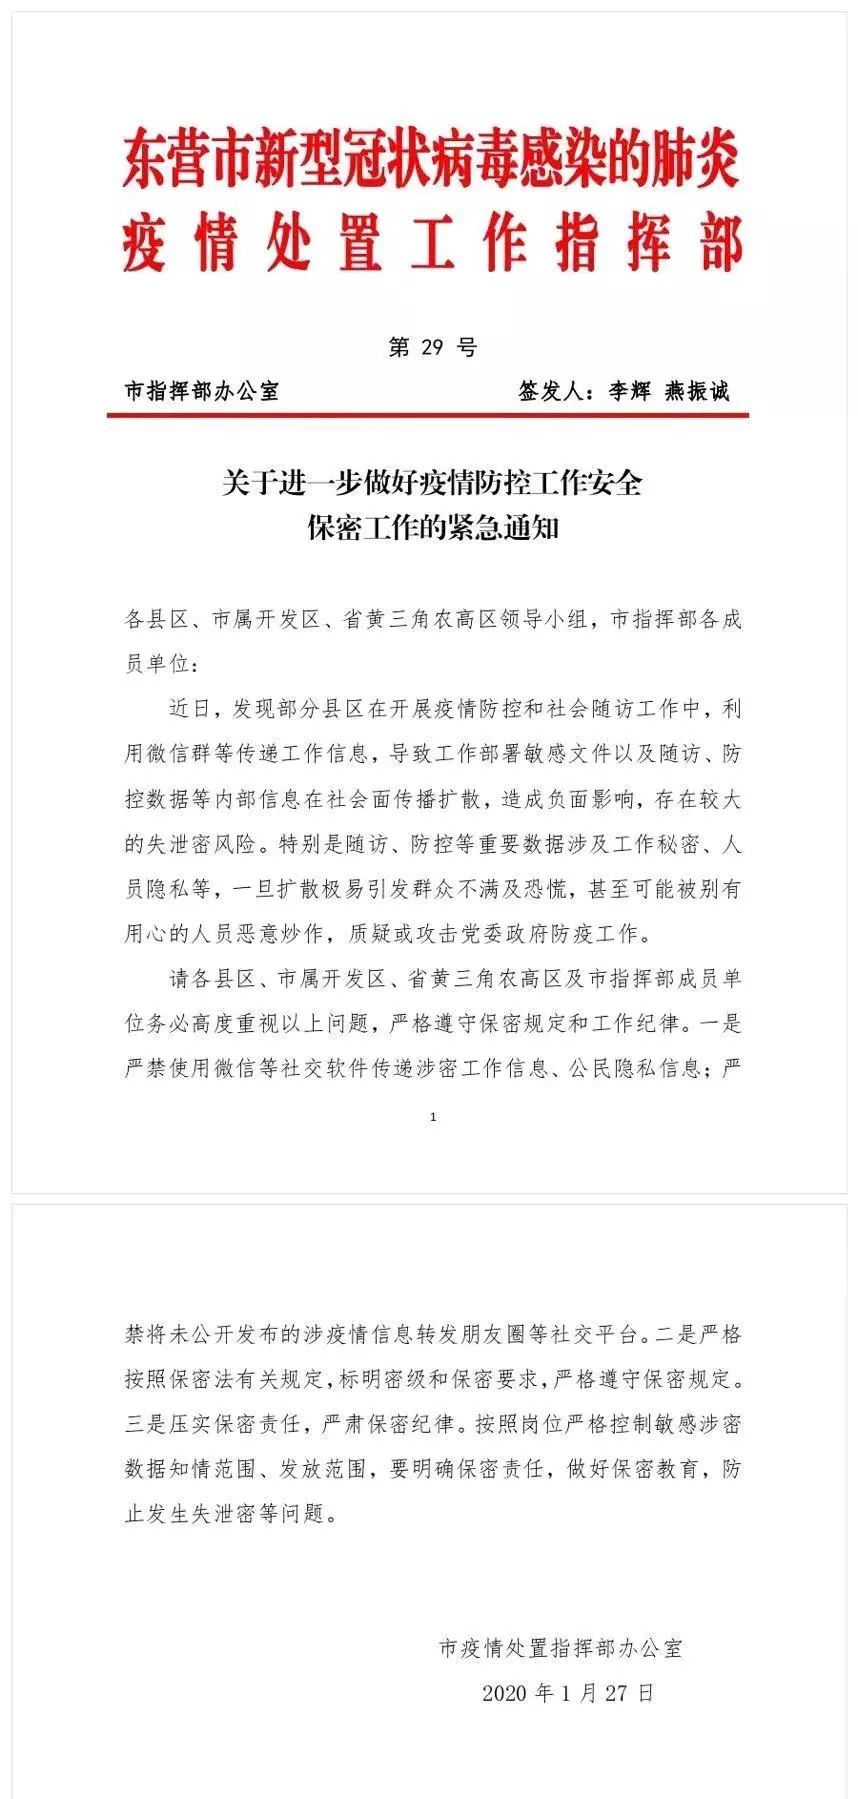 东营市新型冠状病毒感染的肺炎
疫情处置工作指挥部
第 29 号
市指挥部办公室 签发人：李辉 燕振诚
关于进一步做好疫情防控工作安全
保密工作的紧急通知
各县区、市属开发区、省黄三角农高区领导小组，市指挥部各成
员单位：
近日，发现部分县区在开展疫情防控和社会随访工作中，利
用微信群等传递工作信息，导致工作部署敏感文件以及随访、防
控数据等内部信息在社会面传播扩散，造成负面影响，存在较大
的失泄密风险。特别是随访、防控等重要数据涉及工作秘密、人
员隐私等，一旦扩散极易引发群众不满及恐慌，甚至可能被别有
用心的人员恶意炒作，质疑或攻击党委政府防疫工作。
请各县区、市属开发区、省黄三角农高区及市指挥部成员单
位务必高度重视以上问题，严格遵守保密规定和工作纪律。一是
严禁使用微信等社交软件传递涉密工作信息、公民隐私信息；严
1
禁将未公开发布的涉疫情信息转发朋友圈等社交平台。二是严格
按照保密法有关规定，标明密级和保密要求，严格遵守保密规定。
三是压实保密责任，严肃保密纪律。按照岗位严格控制敏感涉密
数据知情范围、发放范围，要明确保密责任，做好保密教育，防
止发生失泄密等问题。
市疫情处置指挥部办公室
2020 年 1 月 27 日